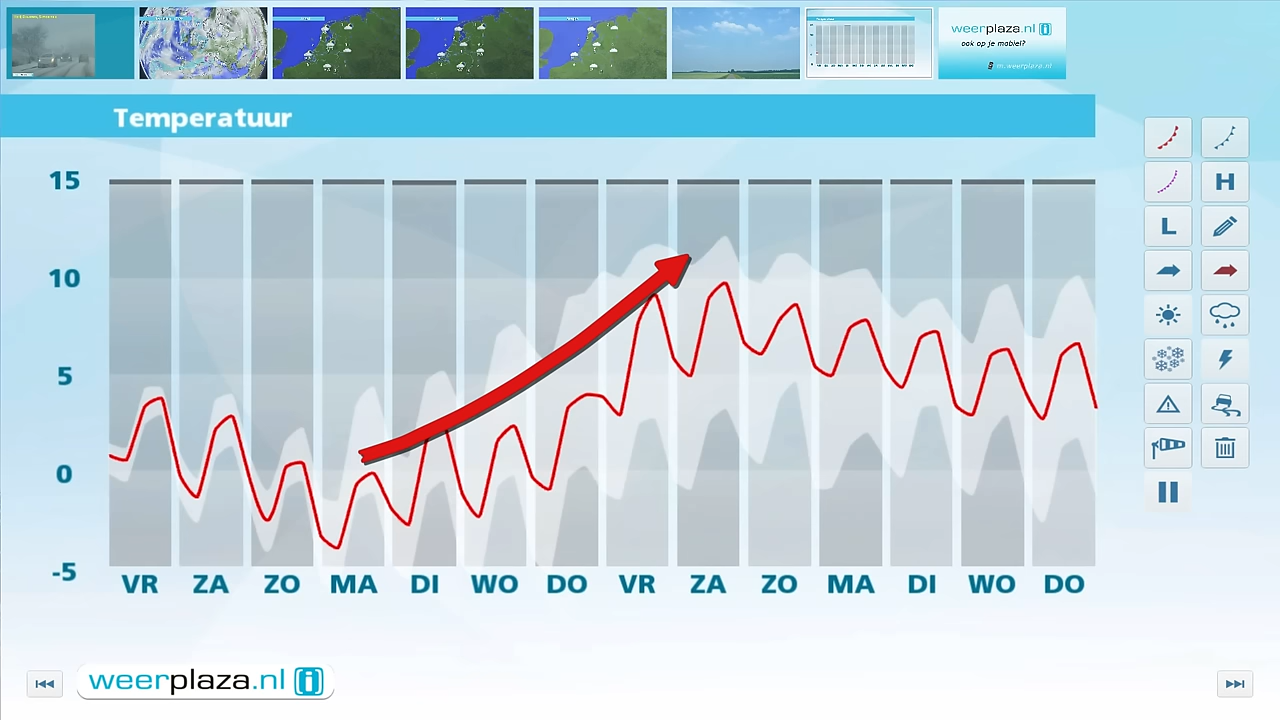 weerplaza.nl
ook op je mobiel?
m.weerplaza.nl
Temperatuur
15
10
5
0
-5
VR ZA ZO MA DI WO DO VR ZA ZO MA DI WO DO
H
L
weerplaza.nl